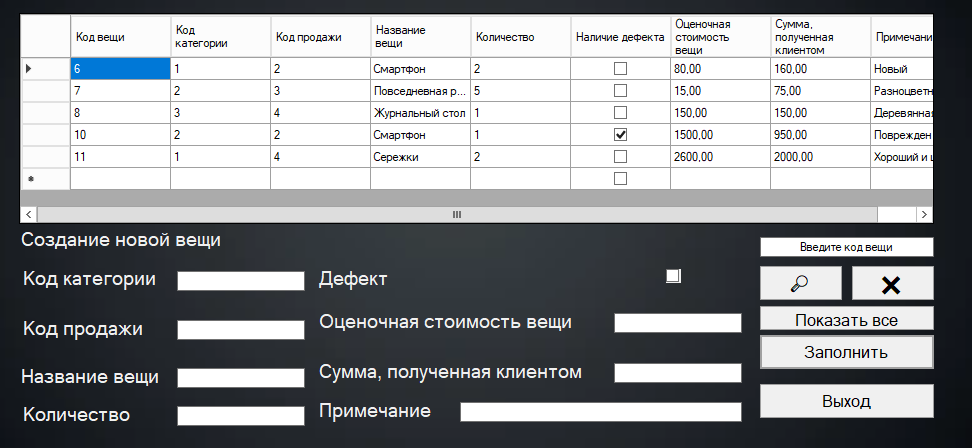 Код вещи Код категории Код продажи Название вещи Количество Наличие дефекта Оценочная стоимость вещи Сумма, полученная клиентом Примечани
6 1 2 Смартфон 2 80,00 160,00 Новый
7 2 3 Повседневная р... 5 15,00 75,00 Разноцветн
8 3 4 Журнальный стол 1 150,00 150,00 Деревянная
10 2 2 Смартфон 1 1500,00 950,00 Поврежден
11 1 4 Сережки 2 2600,00 2000,00 Хороший и ц
Создание новой вещи
Введите код вещи
Код категории
Дефект
Код продажи
Оценочная стоимость вещи
Показать все
Заполнить
Название вещи
Сумма, полученная клиентом
Количество
Примечание
Выход